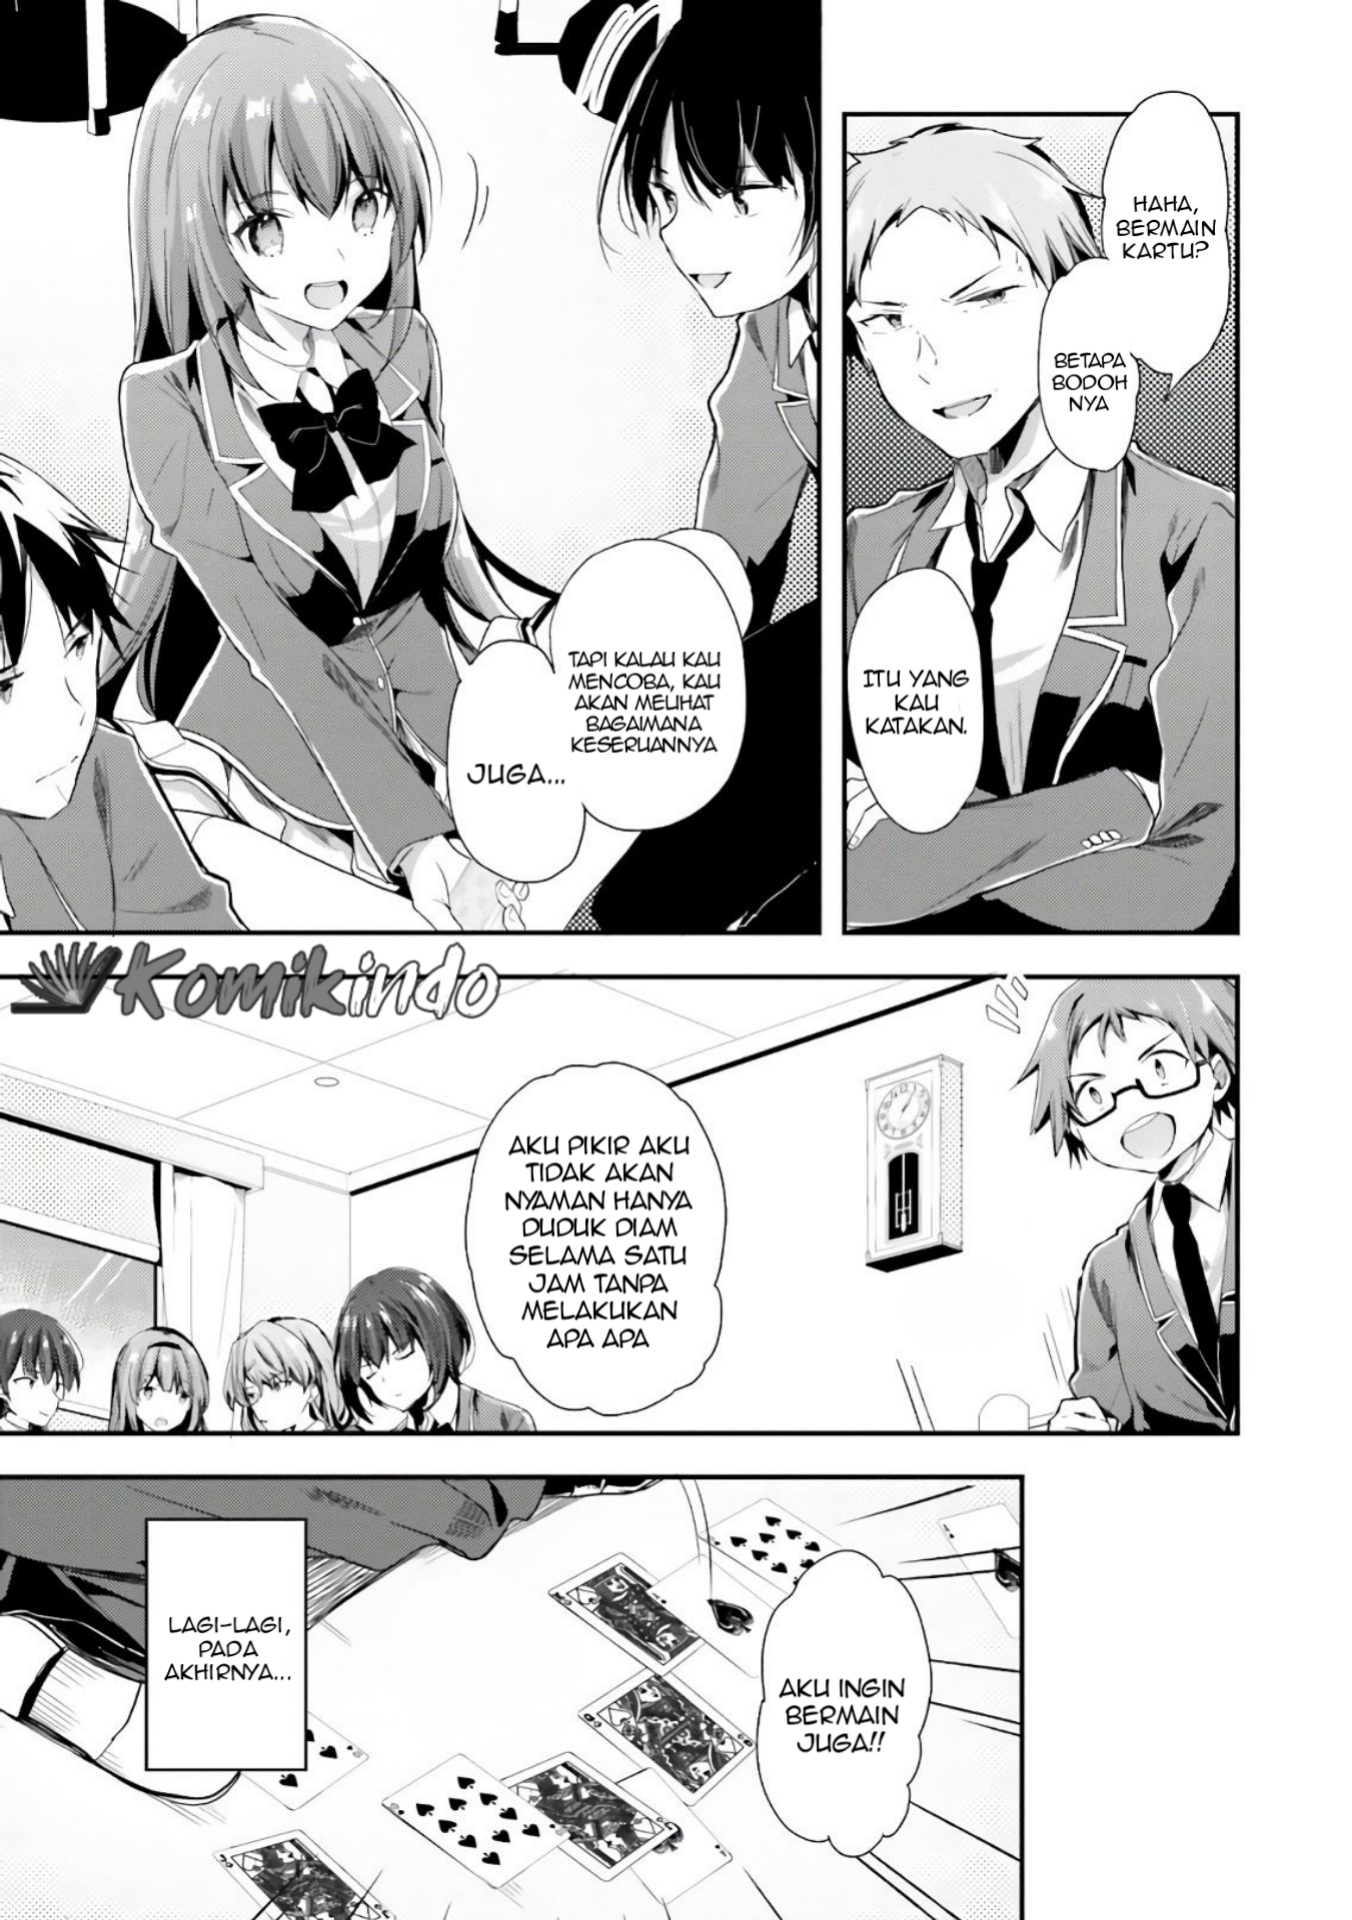 HAHA,
BERMAIN
KARTU?
BETAPA
BODOH
NYA
ITU YANG
KAU
KATAKAN.
TAPI KALAU KAU
MENCOBA, KAU
AKAN MELIHAT
BAGAIMANA
KESERUANNYA
JUGA...
Komikindo
AKU PIKIR AKU
TIDAK AKAN
NYAMAN HANYA
DUDUK DIAM
SELAMA SATU
JAM TANPA
MELAKUKAN
APA APA
AKU INGIN
BERMAIN
JUGA!!
LAGI-LAGI,
PADA
AKHIRNYA...